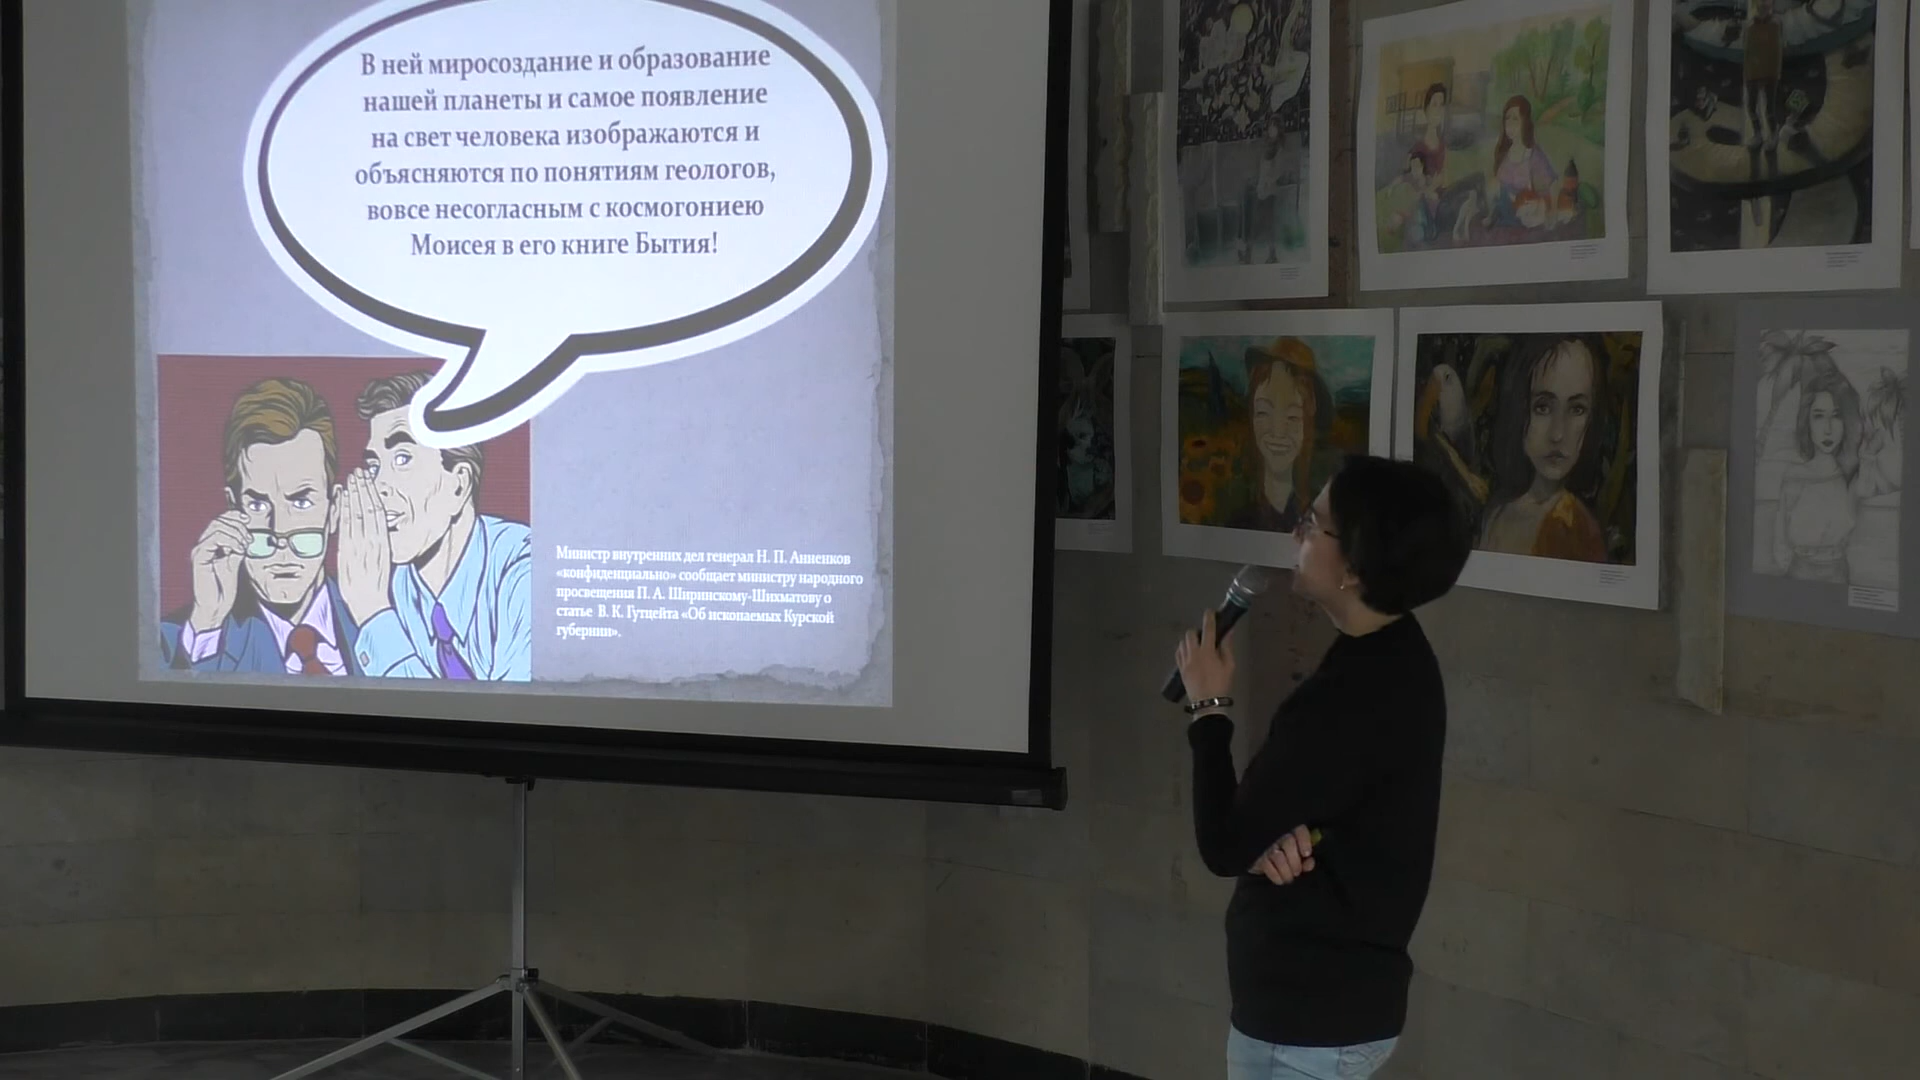 В ней миросоздание и образование
нашей планеты и самое появление
на свет человека изображаются и
объясняются по понятиям геологов,
вовсе несогласным с космогониею
Моисея в его книге Бытия!
Министр внутренних дел генерал Н. П. Анненков
«конфиденциально» сообщает министру народного
просвещения П. А. Ширинскому-Шихматову о
статье В. К. Гутцейта «Об ископаемых Курской
губернии».